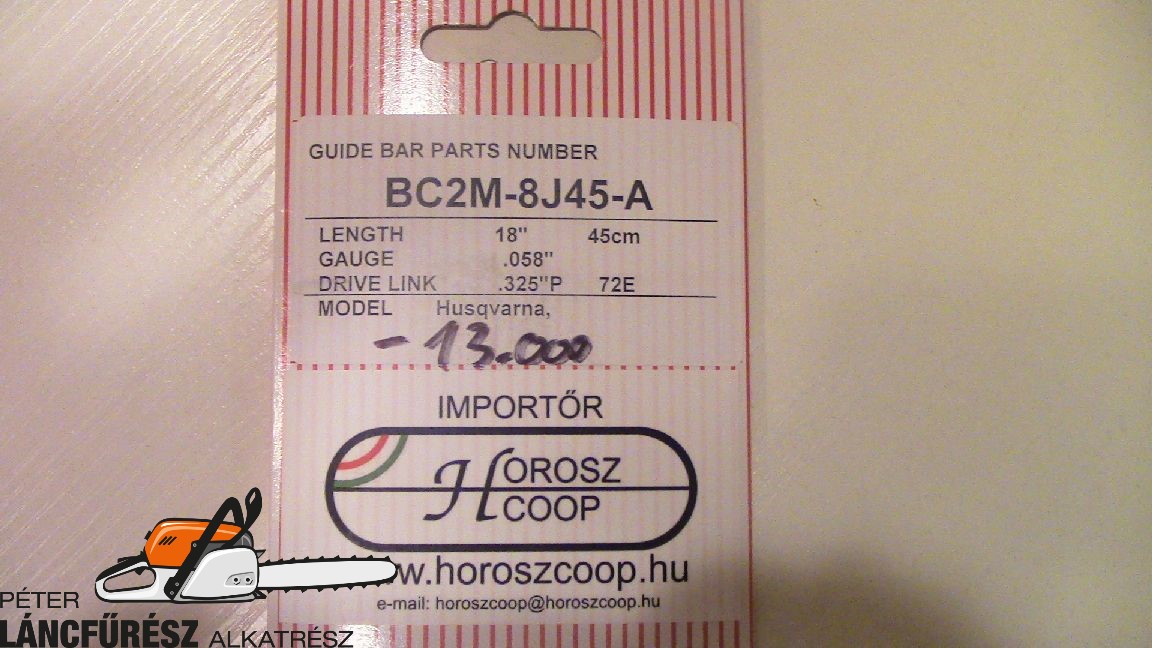 GUIDE BAR PARTS NUMBER
BC2M-8J45-A
LENGTH 18" 45cm
GAUGE .058"
DRIVE LINK .325"P 72E
MODEL Husqvarna,
-13.000
IMPORTŐR
HOROSZ
COOP
w.horoszcoop.hu
e-mail: horoszcoop@horoszcoop.hu
PÉTER
LÁNCFŰRÉSZ ALKATRÉSZ